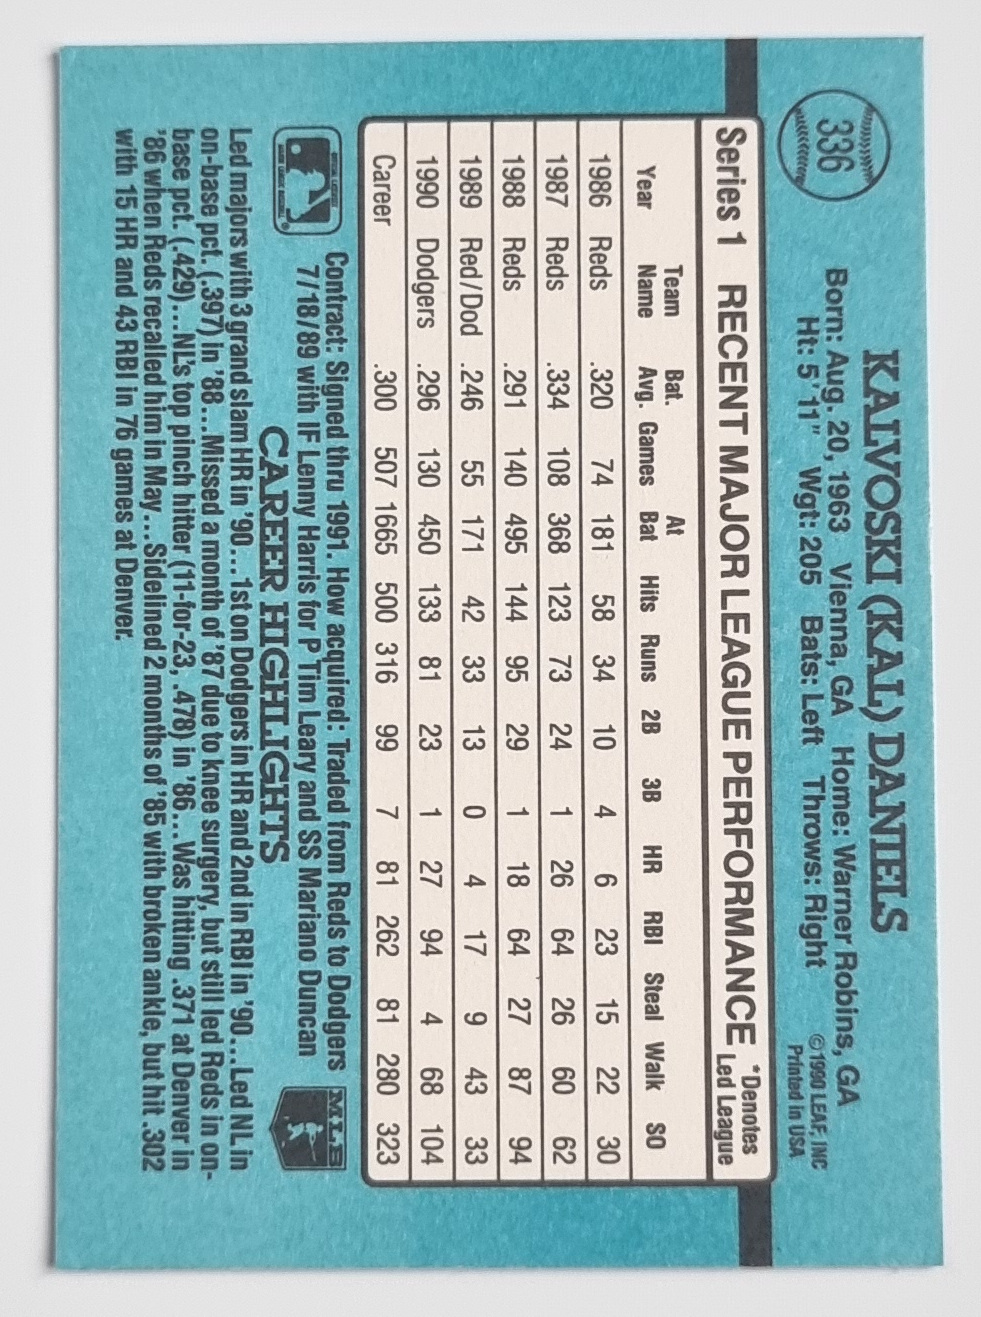 336
KALVOSKI (KAL) DANIELS
Born: Aug. 20, 1963 Vienna, GA Home: Warner Robins, GA
Ht: 5'11" Wgt: 205 Bats: Left Throws: Right
©1990 LEAF, INC
Printed in USA
Series 1 RECENT MAJOR LEAGUE PERFORMANCE *Denotes Led League
Year Team Name Bat. Avg. Games At Bat Hits Runs 2B 3B HR RBI Steal Walk SO
1986 Reds .320 74 181 58 34 10 4 6 23 15 22 30
1987 Reds .334 108 368 123 73 24 1 26 64 26 60 62
1988 Reds .291 140 495 144 95 29 1 18 64 27 87 94
1989 Red/Dod .246 55 171 42 33 13 0 4 17 9 43 33
1990 Dodgers .296 130 450 133 81 23 1 27 94 4 68 104
Career .300 507 1665 500 316 99 7 81 262 81 280 323
Contract: Signed thru 1991. How acquired: Traded from Reds to Dodgers
7/18/89 with IF Lenny Harris for P Tim Leary and SS Mariano Duncan
M.L.B.
CAREER HIGHLIGHTS
Led majors with 3 grand slam HR in '90...1st on Dodgers in HR and 2nd in RBI in '90...Led NL in
on-base pct. (.397) in '88...Missed a month of '87 due to knee surgery, but still led Reds in on-
base pct. (.429)...NL's top pinch hitter (11-for-23, .478) in '86...Was hitting .371 at Denver in
'86 when Reds recalled him in May...Sidelined 2 months of '85 with broken ankle, but hit .302
with 15 HR and 43 RBI in 76 games at Denver.